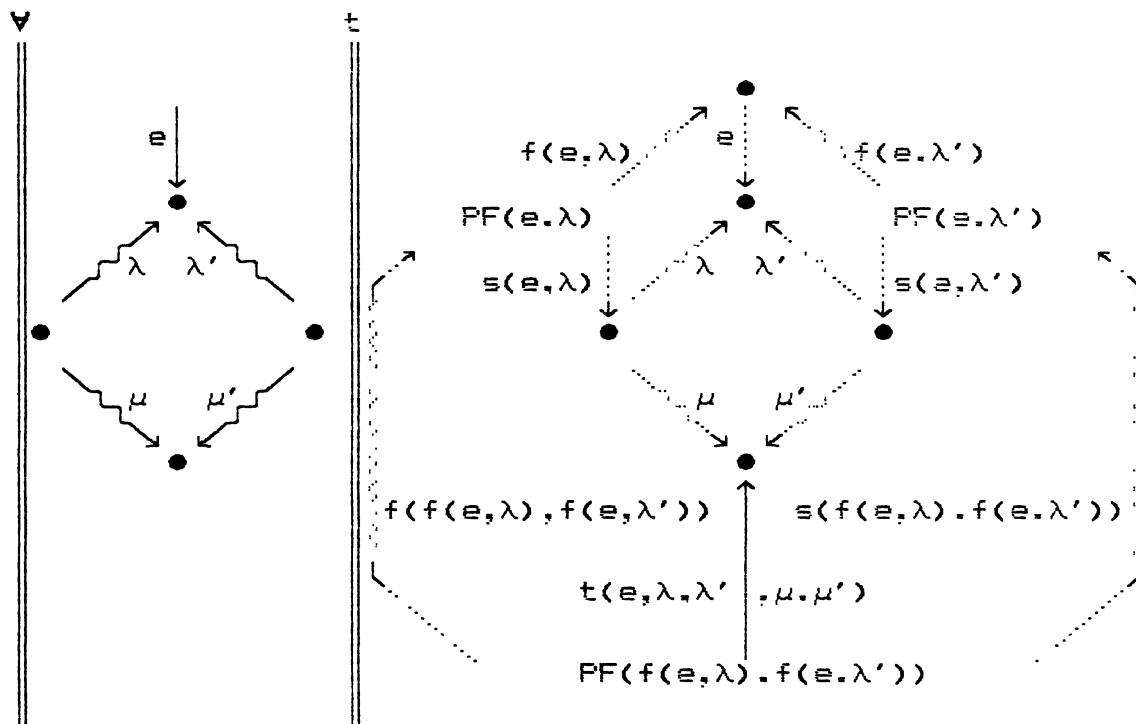 ∀ t
e
λ λ′
μ μ′
f(e,λ) e f(e.λ′)
PF(e.λ) PF(e.λ′)
λ λ′
s(e,λ) s(e,λ′)
μ μ′
f(f(e,λ),f(e,λ′)) s(f(e,λ).f(e.λ′))
t(e,λ,λ′,μ.μ′)
PF(f(e,λ).f(e.λ′))